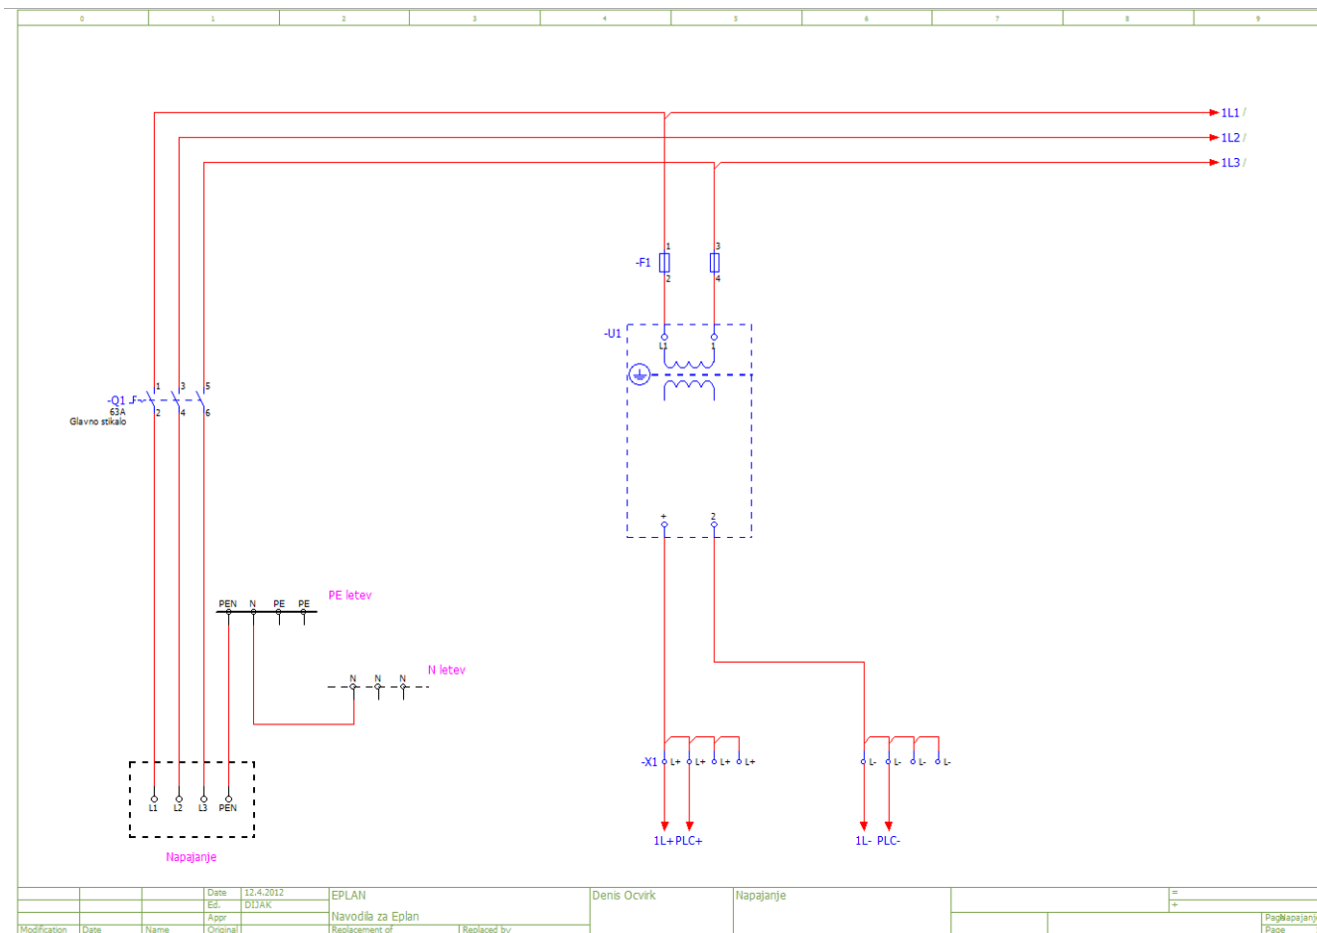 0 1 2 3 4 5 6 7 8 9
1L1 /
1L2 /
1L3 /
1 3
-F1
2 4
-U1
L1 1
1 3 5
-Q1
63A
2 4 6
Glavno stikalo
+ 2
PE letev
PEN N PE PE
N letev
N N N
-X1 L+ L+ L+ L+ L- L- L- L-
L1 L2 L3 PEN
1L+ PLC+ 1L- PLC-
Napajanje
Date 12.4.2012 EPLAN Denis Ocvirk Napajanje =
Ed. DIJAK +
Appr Navodila za Eplan
Modification Date Name Original Replacement of Replaced by Page